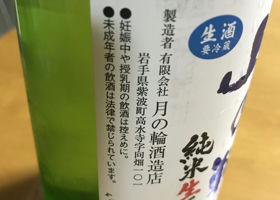 生酒
要冷蔵
純米生
製造者 有限会社 月の輪酒造店
岩手県紫波町高水寺字向畑一〇一
●妊娠中や授乳期の飲酒は控えめに。
●未成年者の飲酒は法律で禁じられています。